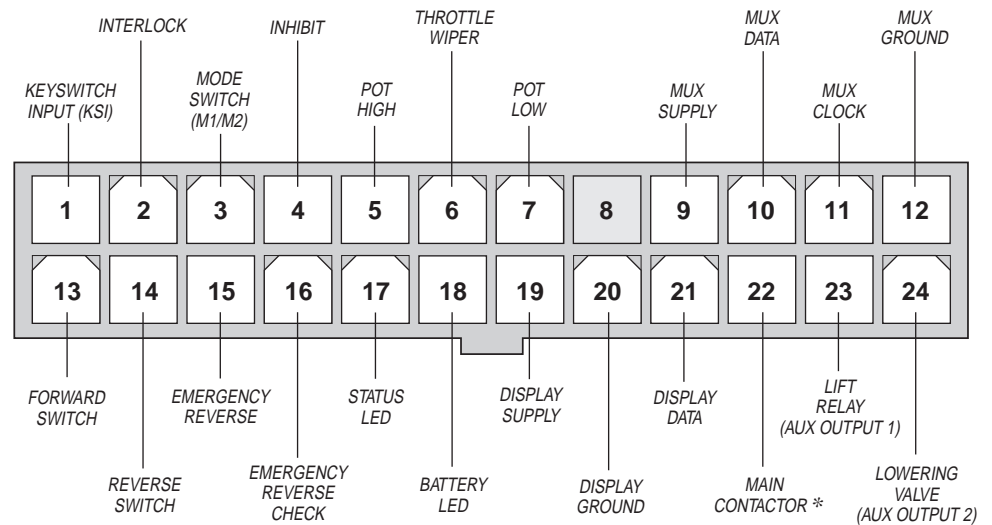 INTERLOCK
INHIBIT
THROTTLE
WIPER
MUX
DATA
MUX
GROUND
KEYSWITCH
INPUT (KSI)
MODE
SWITCH
(M1/M2)
POT
HIGH
POT
LOW
MUX
SUPPLY
MUX
CLOCK
1 2 3 4 5 6 7 8 9 10 11 12
13 14 15 16 17 18 19 20 21 22 23 24
FORWARD
SWITCH
EMERGENCY
REVERSE
STATUS
LED
DISPLAY
SUPPLY
DISPLAY
DATA
LIFT
RELAY
(AUX OUTPUT 1)
REVERSE
SWITCH
EMERGENCY
REVERSE
CHECK
BATTERY
LED
DISPLAY
GROUND
MAIN
CONTACTOR *
LOWERING
VALVE
(AUX OUTPUT 2)